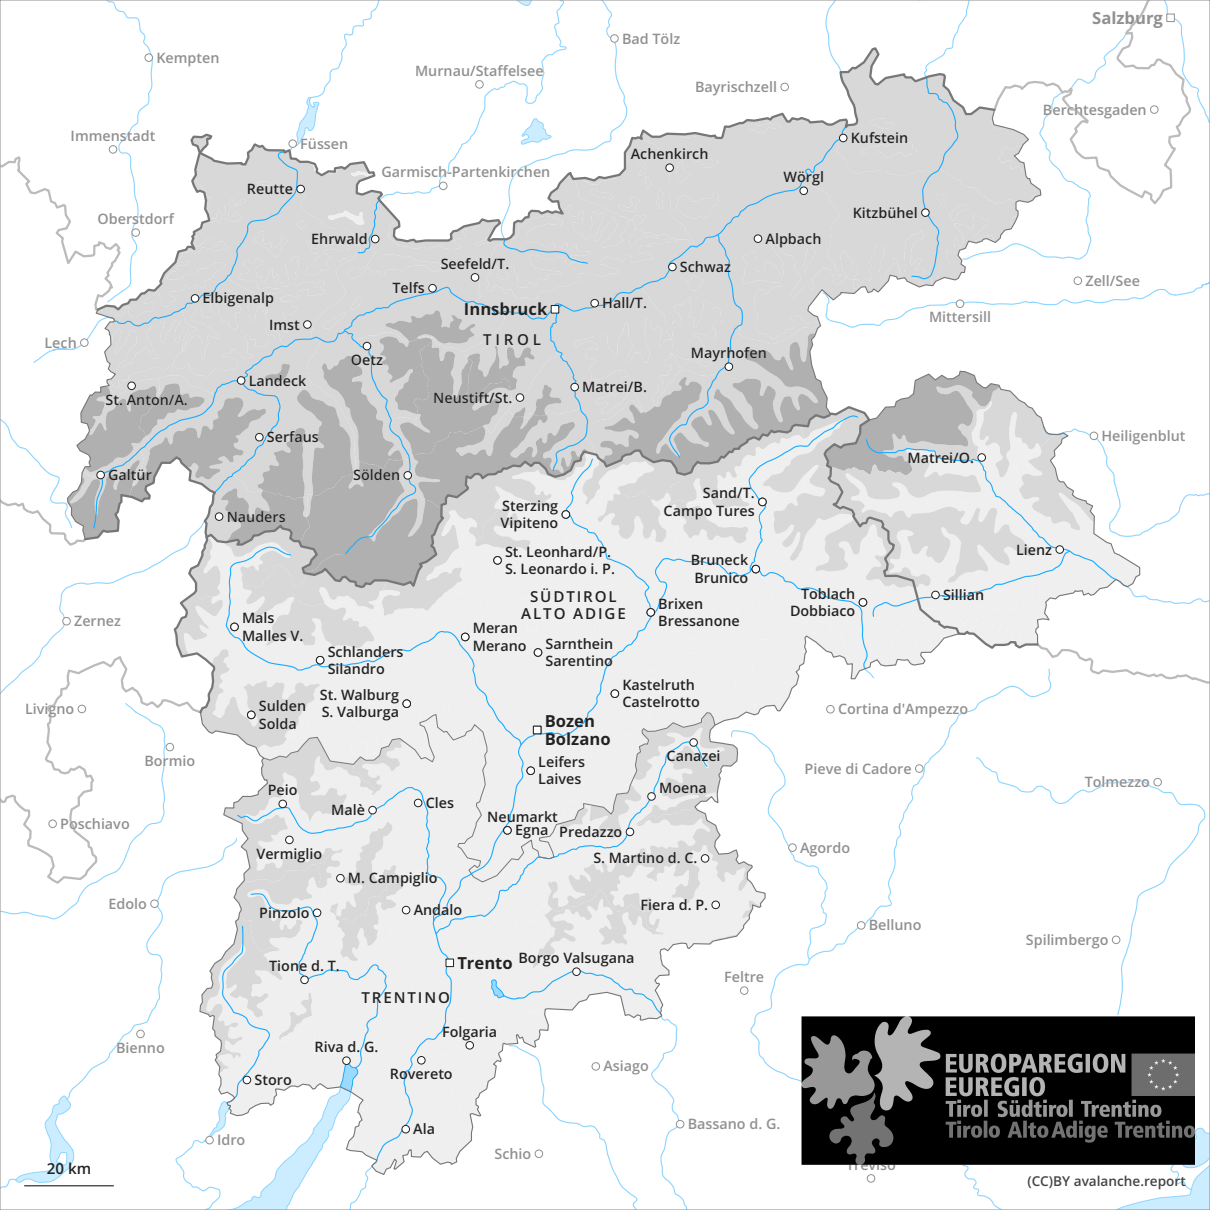 Salzburg
Bad Tölz
Kempten
Murnau/Staffelsee
Bayrischzell
Berchtesgaden
Immenstadt
Füssen
Kufstein
Achenkirch
Garmisch-Partenkirchen
Reutte
Wörgl
Oberstdorf
Kitzbühel
Ehrwald
Alpbach
Seefeld/T.
Schwaz
Zell/See
Telfs
Elbigenalp
Hall/T.
Innsbruck
Mittersill
Imst
TIROL
Lech
Mayrhofen
Oetz
Landeck
Matrei/B.
St. Anton/A.
Neustift/St.
Serfaus
Heiligenblut
Matrei/O.
Galtür
Sölden
Sand/T.
Campo Tures
Sterzing
Vipiteno
Nauders
Lienz
St. Leonhard/P.
S. Leonardo i. P.
Bruneck
Brunico
SÜDTIROL
ALTO ADIGE
Toblach
Dobbiaco
Sillian
Brixen
Bressanone
Zernez
Mals
Malles V.
Meran
Merano
Sarnthein
Sarentino
Schlanders
Silandro
Kastelruth
Castelrotto
St. Walburg
S. Valburga
Livigno
Sulden
Solda
Cortina d'Ampezzo
Bozen
Bolzano
Bormio
Canazei
Leifers
Laives
Pieve di Cadore
Tolmezzo
Peio
Moena
Malè
Cles
Neumarkt
Egna
Poschiavo
Predazzo
Vermiglio
Agordo
S. Martino d. C.
M. Campiglio
Edolo
Pinzolo
Andalo
Fiera d. P.
Belluno
Spilimbergo
Trento
Borgo Valsugana
Tione d. T.
Feltre
TRENTINO
Folgaria
Bienno
Riva d. G.
Asiago
Rovereto
Storo
EUROPAREGION
EUREGIO
Tirol Südtirol Trentino
Tirolo Alto Adige Trentino
Ala
Bassano d. G.
Idro
Schio
Treviso
20 km
(CC)BY avalanche.report